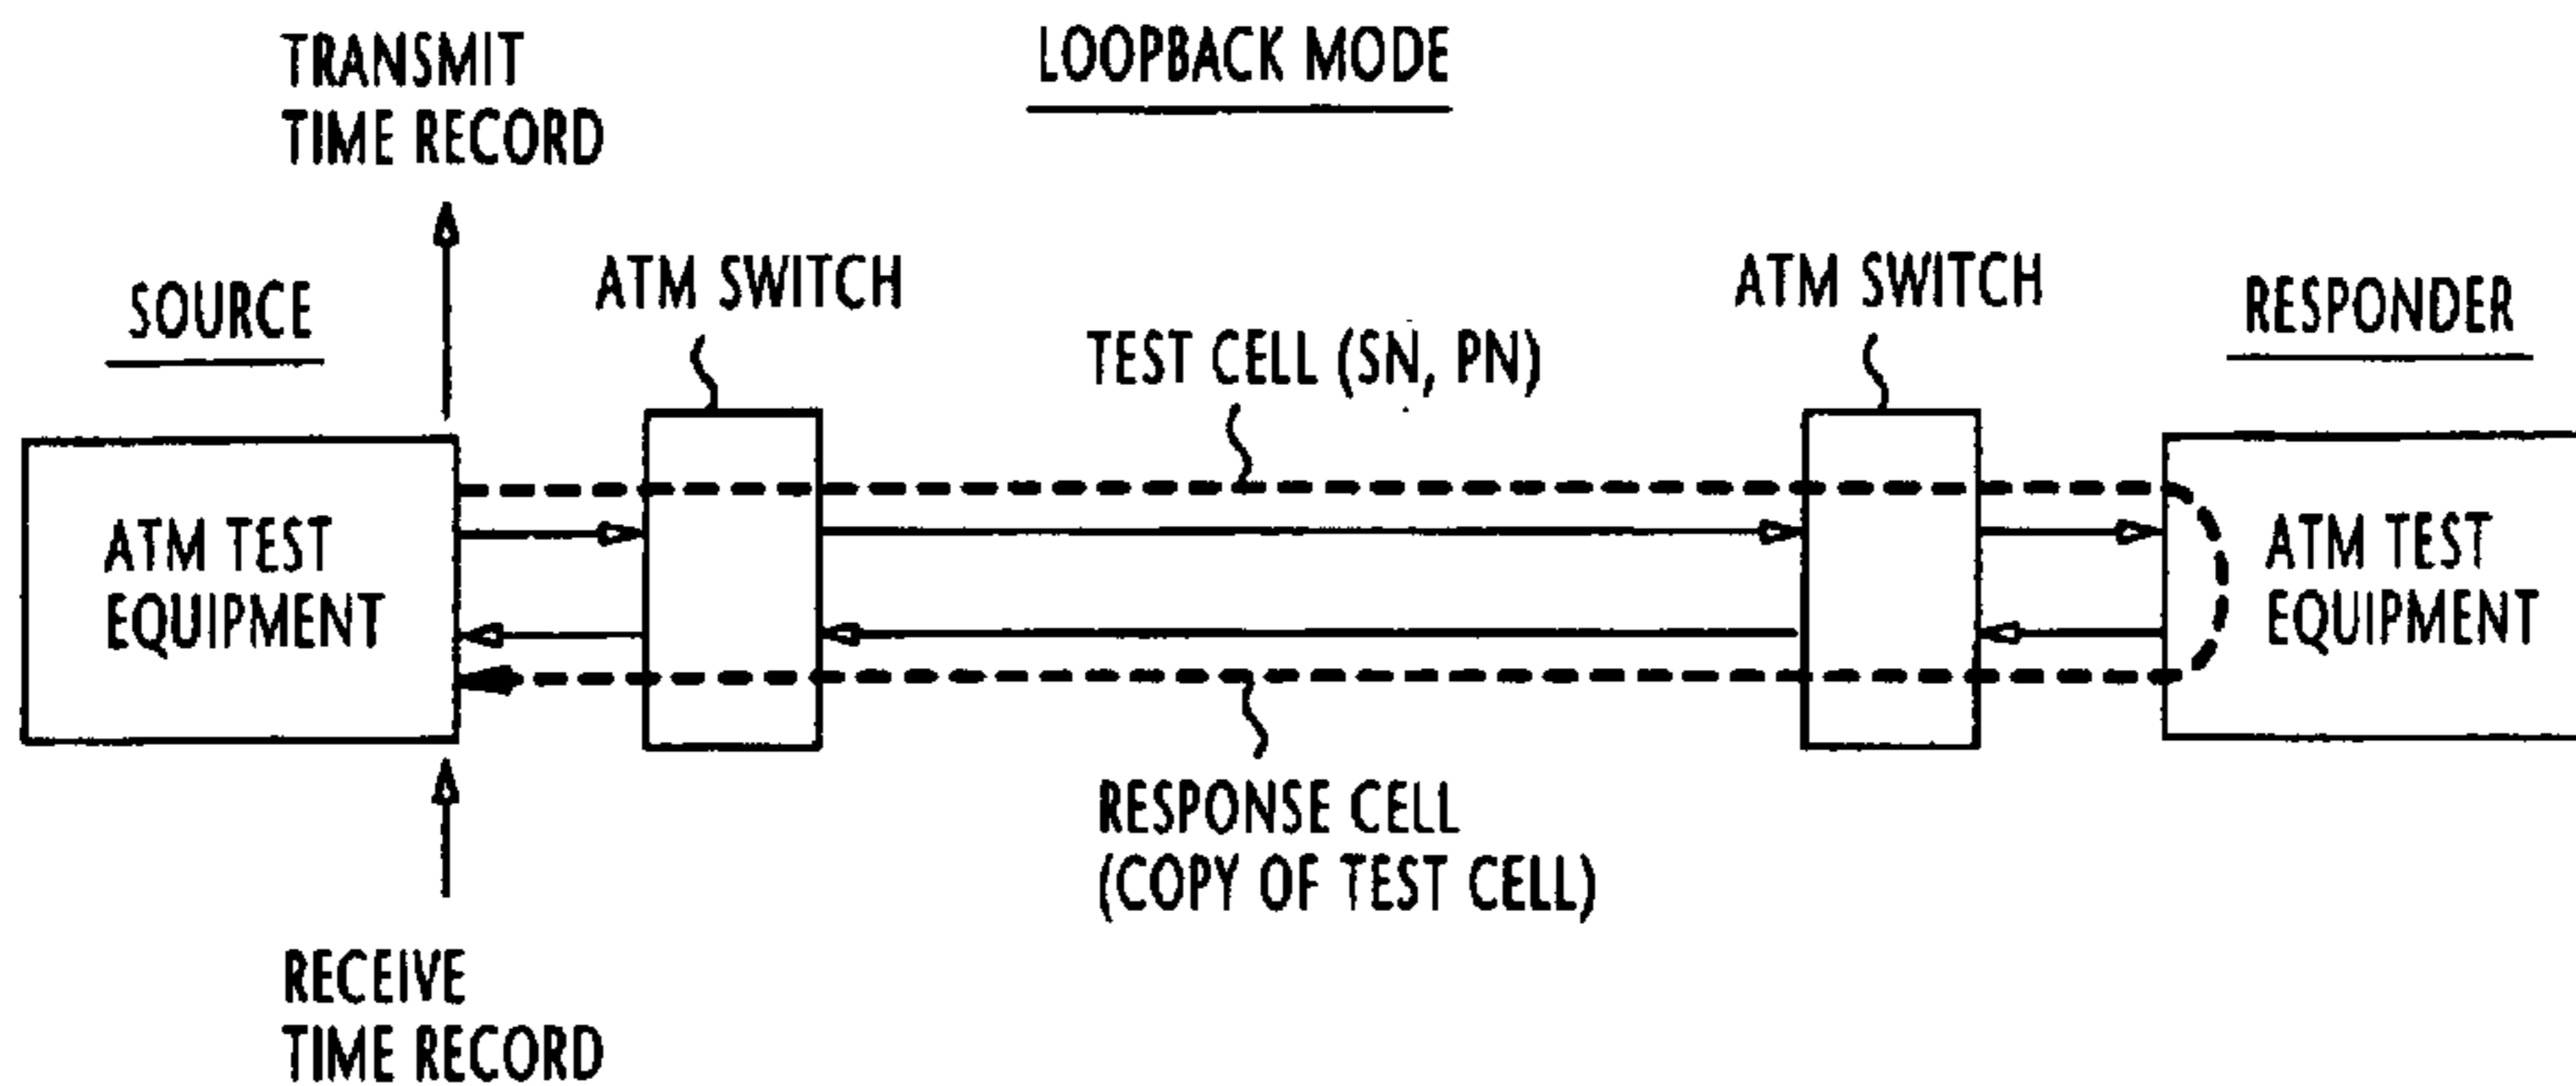 TRANSMIT
TIME RECORD
LOOPBACK MODE
SOURCE
ATM SWITCH
TEST CELL (SN, PN)
ATM SWITCH
RESPONDER
ATM TEST
EQUIPMENT
ATM TEST
EQUIPMENT
RESPONSE CELL
(COPY OF TEST CELL)
RECEIVE
TIME RECORD